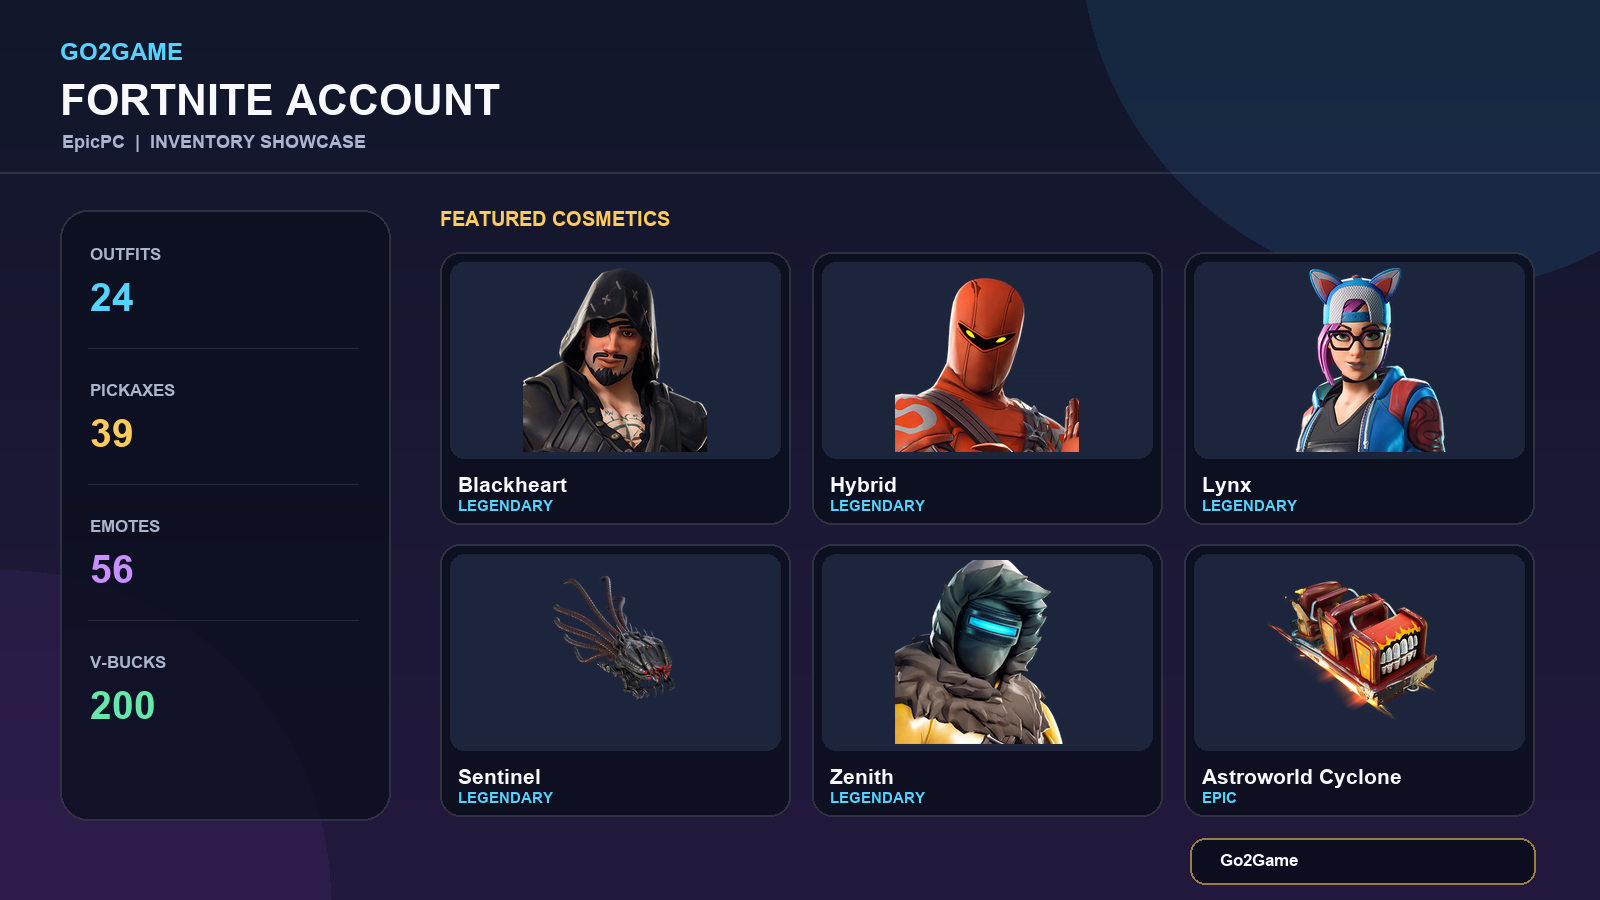 GO2GAME
FORTNITE ACCOUNT
EpicPC | INVENTORY SHOWCASE
OUTFITS
24
PICKAXES
39
EMOTES
56
V-BUCKS
200
FEATURED COSMETICS
Blackheart
LEGENDARY
Hybrid
LEGENDARY
Lynx
LEGENDARY
Sentinel
LEGENDARY
Zenith
LEGENDARY
Astroworld Cyclone
EPIC
Go2Game